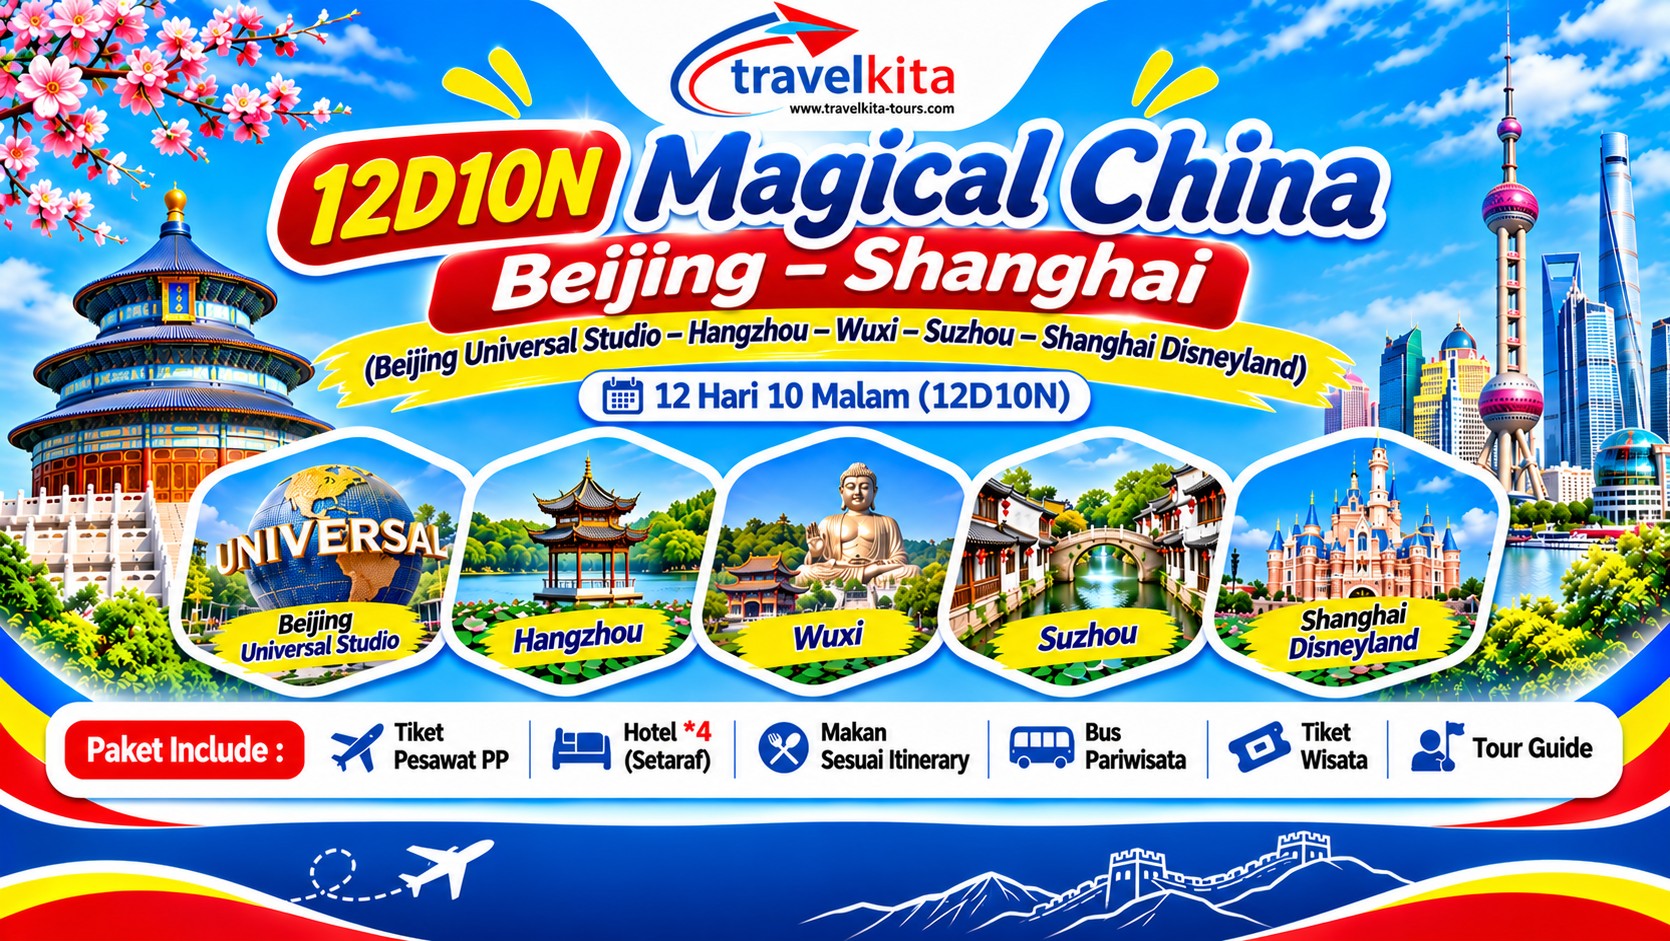 travelkita
www.travelkita-tours.com
12D10N Magical China
Beijing – Shanghai
(Beijing Universal Studio – Hangzhou – Wuxi – Suzhou – Shanghai Disneyland)
12 Hari 10 Malam (12D10N)
UNIVERSAL
Beijing
Universal Studio
Hangzhou
Wuxi
Suzhou
Shanghai
Disneyland
Paket Include :
Tiket
Pesawat PP
Hotel *4
(Setaraf)
Makan
Sesuai Itinerary
Bus
Pariwisata
Tiket
Wisata
Tour Guide